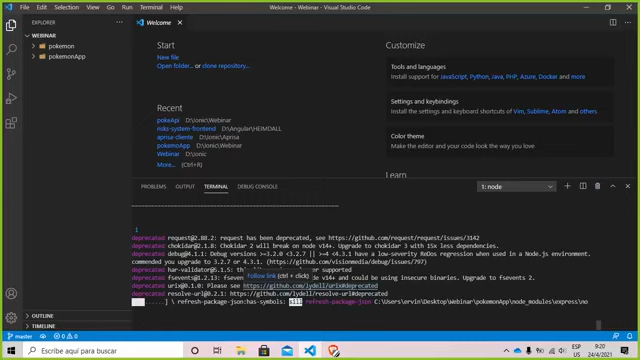 File Edit Selection View Go Run Terminal Help
Welcome - Webinar - Visual Studio Code
EXPLORER
WEBINAR
pokemon
pokemonApp
OUTLINE
TIMELINE
Welcome
Start
New file
Open folder... or clone repository...
Recent
pokeApi D:\Ionic\Webinar
risks-system-frontend D:\Angular\HEIMDALL
aprisa-cliente D:\Ionic\Aprisa
pokemoApp D:\Ionic\Webinar
Webinar D:\Ionic
More... (Ctrl+R)
Customize
Tools and languages
Install support for JavaScript, Python, Java, PHP, Azure, Docker and more
Settings and keybindings
Install the settings and keyboard shortcuts of Vim, Sublime, Atom and others
Color theme
Make the editor and your code look the way you love
Learn
PROBLEMS OUTPUT TERMINAL DEBUG CONSOLE
1: node
deprecated request@2.88.2: request has been deprecated, see https://github.com/request/request/issues/3142
deprecated chokidar@2.1.8: Chokidar 2 will break on node v14+. Upgrade to chokidar 3 with 15x less dependencies.
deprecated debug@4.1.1: Debug versions >=3.2.0 <3.2.7 || >=4 <4.3.1 have a low-severity ReDos regression when used in a Node.js environment.
commended you upgrade to 3.2.7 or 4.3.1. (https://github.com/visionmedia/debug/issues/797)
deprecated har-validator@5.1.5: this longer supported
deprecated fsevents@1.2.13: fsevent and could be using insecure binaries. Upgrade to fsevents 2.
Follow link (ctrl + click)
deprecated urix@0.1.0: Please see https://github.com/lydell/urix#deprecated
deprecated resolve-url@0.2.1: https://github.com/lydell/resolve-url#deprecated
......] \ refresh-package-json:has-symbols: sill refresh-package-json C:\Users\ervin\Desktop\webinar\pokemonApp\node_modules\express\no
master
Escribe aquí para buscar
ESP
9:20
24/4/2021